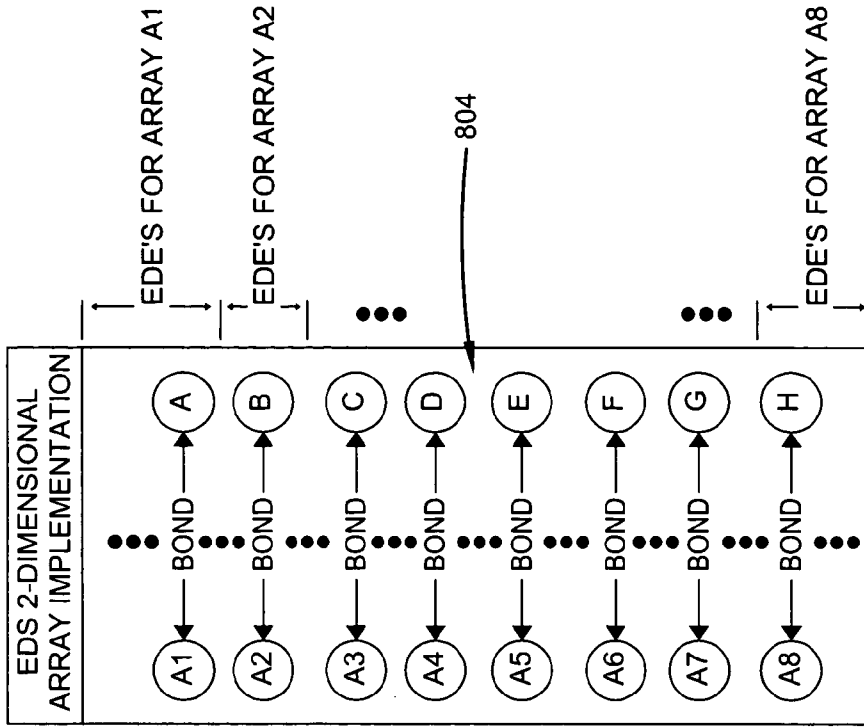 EDS 2-DIMENSIONAL
ARRAY IMPLEMENTATION
A1 BOND A
A2 BOND B
A3 BOND C
A4 BOND D
A5 BOND E
A6 BOND F
A7 BOND G
A8 BOND H
EDE'S FOR ARRAY A1
EDE'S FOR ARRAY A2
804
EDE'S FOR ARRAY A8